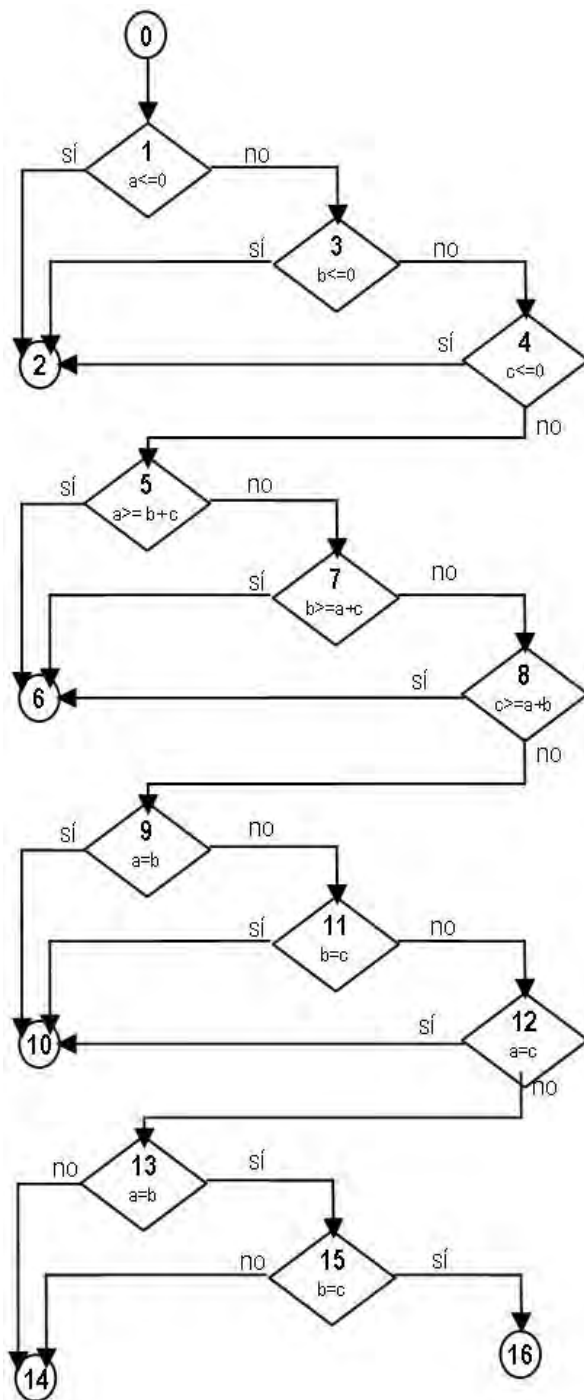 0
1
sí
no
a<=0
3
sí
no
b<=0
4
sí
2
c<=0
no
5
sí
no
a>= b+c
7
sí
no
b>=a+c
8
sí
6
c>=a+b
no
9
sí
no
a=b
11
sí
no
b=c
12
sí
10
a=c
no
13
no
sí
a=b
15
no
sí
b=c
16
14